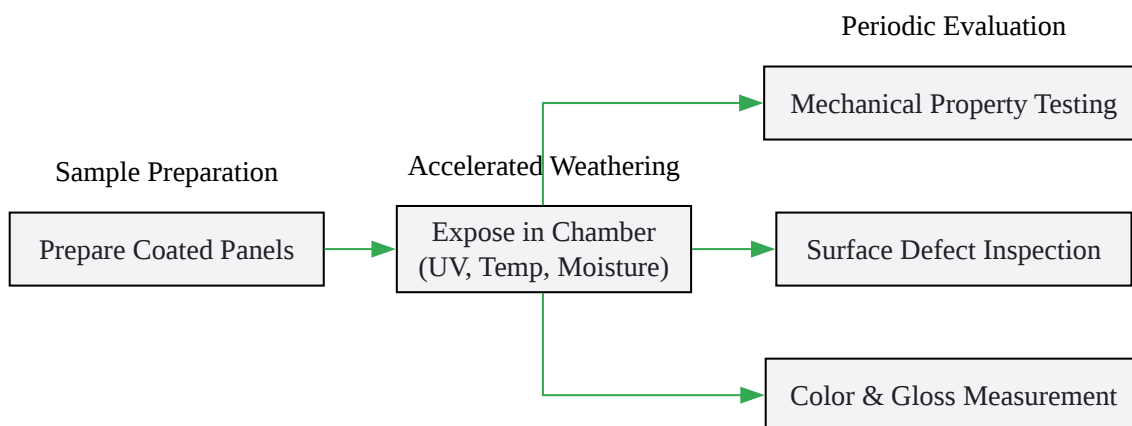 Periodic Evaluation
Mechanical Property Testing
Sample Preparation
Accelerated Weathering
Prepare Coated Panels
Expose in Chamber
(UV, Temp, Moisture)
Surface Defect Inspection
Color & Gloss Measurement